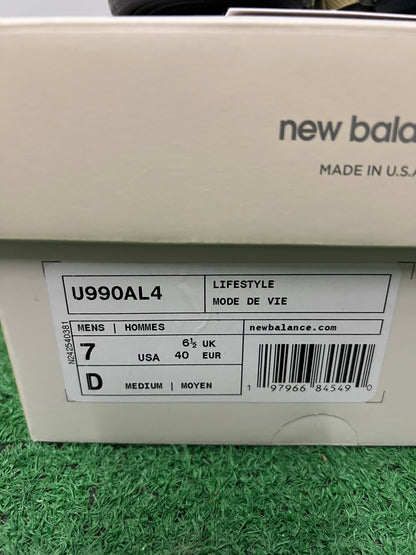 new bala
MADE IN U.S.A
U990AL4
LIFESTYLE
MODE DE VIE
MENS | HOMMES
newbalance.com
7 USA 6½ UK
40 EUR
D MEDIUM | MOYEN
N242540381
1 97966 84549 0